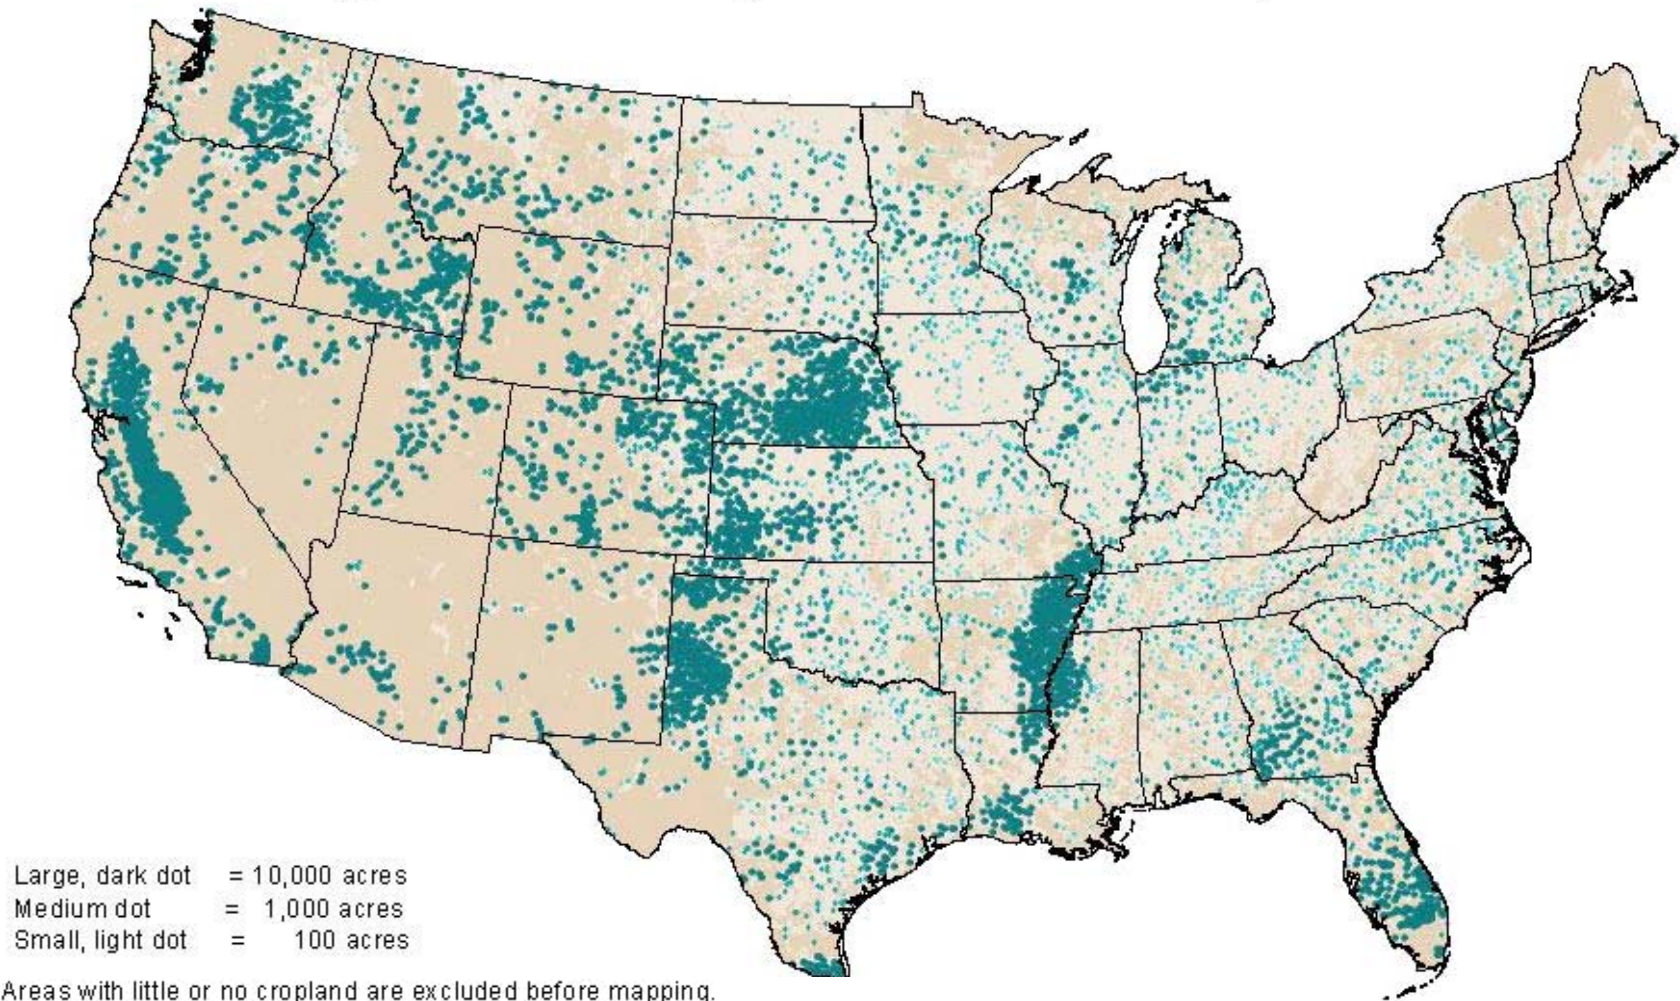 Large, dark dot = 10,000 acres
Medium dot = 1,000 acres
Small, light dot = 100 acres
Areas with little or no cropland are excluded before mapping.